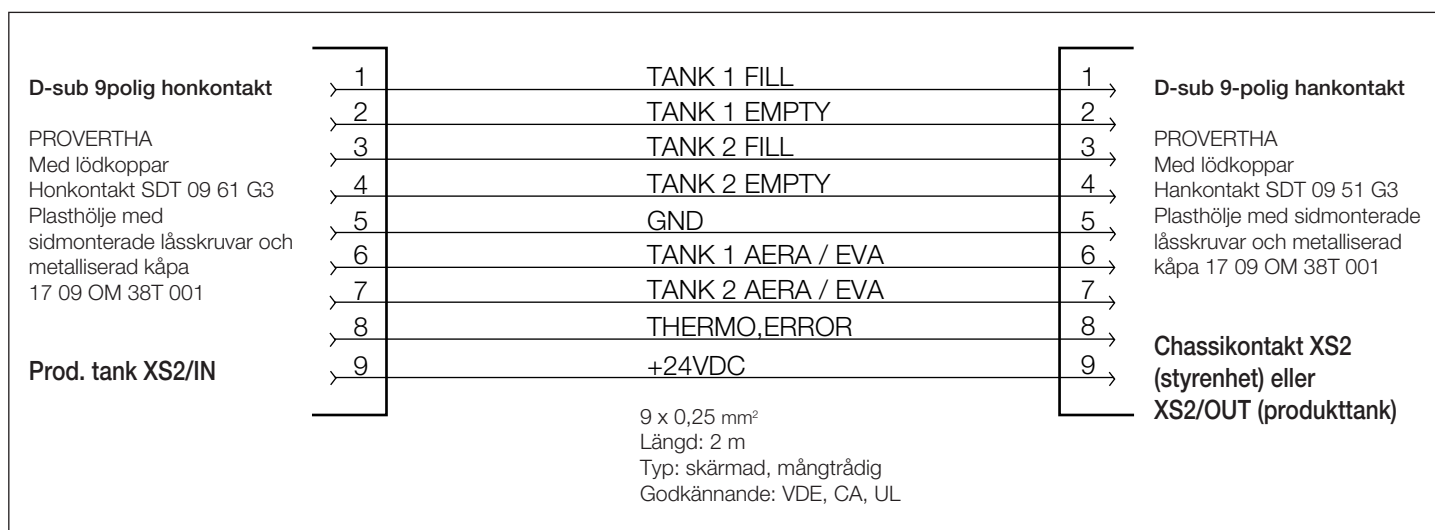 D-sub 9polig honkontakt
PROVERTHA
Med lödkoppar
Honkontakt SDT 09 61 G3
Plasthölje med
sidmonterade låsskruvar och
metalliserad kåpa
17 09 OM 38T 001
Prod. tank XS2/IN
1 TANK 1 FILL 1
2 TANK 1 EMPTY 2
3 TANK 2 FILL 3
4 TANK 2 EMPTY 4
5 GND 5
6 TANK 1 AERA / EVA 6
7 TANK 2 AERA / EVA 7
8 THERMO,ERROR 8
9 +24VDC 9
9 x 0,25 mm²
Längd: 2 m
Typ: skärmad, mångtrådig
Godkännande: VDE, CA, UL
D-sub 9-polig hankontakt
PROVERTHA
Med lödkoppar
Hankontakt SDT 09 51 G3
Plasthölje med sidmonterade
låsskruvar och metalliserad
kåpa 17 09 OM 38T 001
Chassikontakt XS2
(styrenhet) eller
XS2/OUT (produkttank)